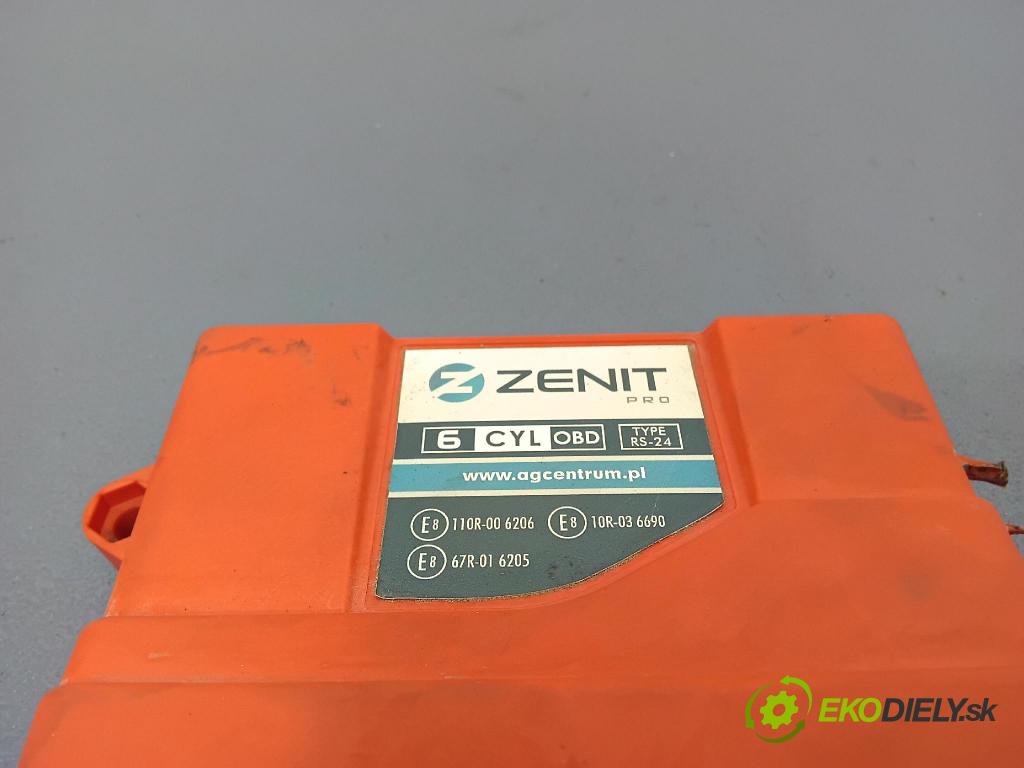 Z ZENIT
PRO
6 CYL OBD TYPE RS-24
www.agcentrum.pl
E8 110R-00 6206 E8 10R-03 6690
E8 67R-01 6205
EKODIELY.sk